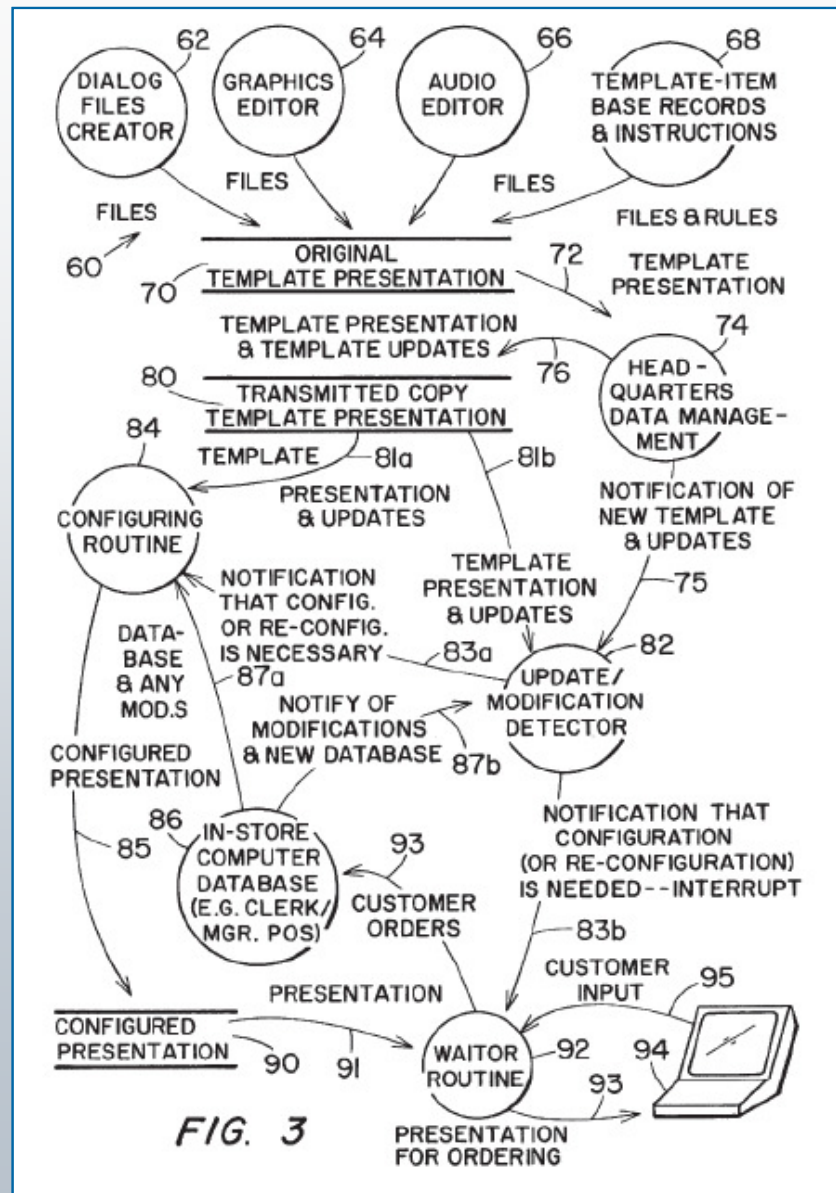 62
64
66
68
DIALOG
FILES
CREATOR
GRAPHICS
EDITOR
AUDIO
EDITOR
TEMPLATE-ITEM
BASE RECORDS
& INSTRUCTIONS
FILES
FILES
FILES
FILES & RULES
60
ORIGINAL
TEMPLATE PRESENTATION
70
72
TEMPLATE
PRESENTATION
TEMPLATE PRESENTATION
& TEMPLATE UPDATES
76
74
HEAD-
QUARTERS
DATA MANAGE-
MENT
80
TRANSMITTED COPY
TEMPLATE PRESENTATION
84
TEMPLATE
81a
PRESENTATION
& UPDATES
81b
CONFIGURING
ROUTINE
NOTIFICATION OF
NEW TEMPLATE
& UPDATES
75
TEMPLATE
PRESENTATION
& UPDATES
NOTIFICATION
THAT CONFIG.
OR RE-CONFIG.
IS NECESSARY
83a
82
UPDATE/
MODIFICATION
DETECTOR
DATA-
BASE
& ANY
MOD.S
87a
NOTIFY OF
MODIFICATIONS
& NEW DATABASE
87b
CONFIGURED
PRESENTATION
85
86
IN-STORE
COMPUTER
DATABASE
(E.G. CLERK/
MGR. POS)
93
CUSTOMER
ORDERS
NOTIFICATION THAT
CONFIGURATION
(OR RE-CONFIGURATION)
IS NEEDED--INTERRUPT
83b
CUSTOMER
INPUT
95
PRESENTATION
CONFIGURED
PRESENTATION
90
91
WAITOR
ROUTINE
92
94
93
PRESENTATION
FOR ORDERING
FIG. 3